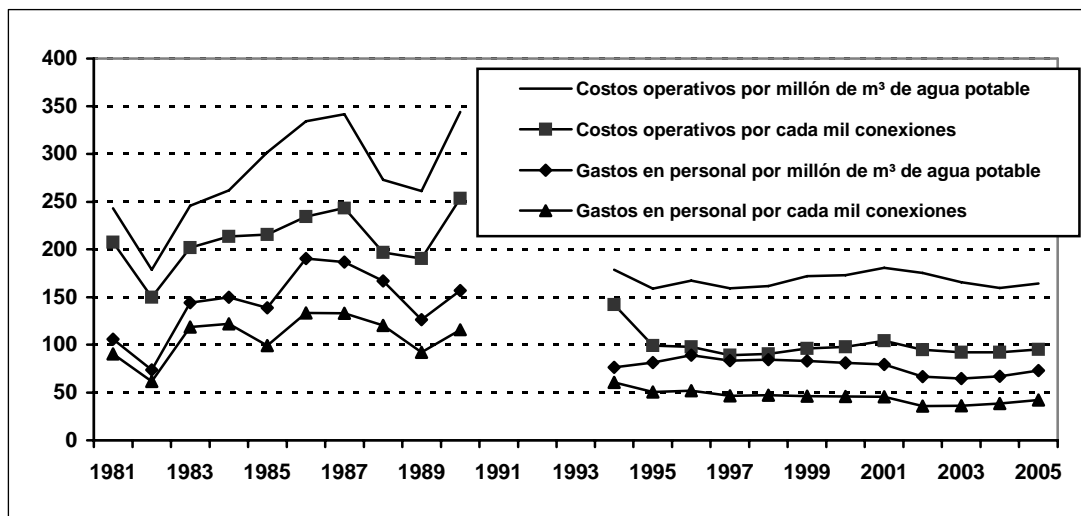 400
350
300
250
200
150
100
50
0
Costos operativos por millón de m³ de agua potable
Costos operativos por cada mil conexiones
Gastos en personal por millón de m³ de agua potable
Gastos en personal por cada mil conexiones
1981 1983 1985 1987 1989 1991 1993 1995 1997 1999 2001 2003 2005